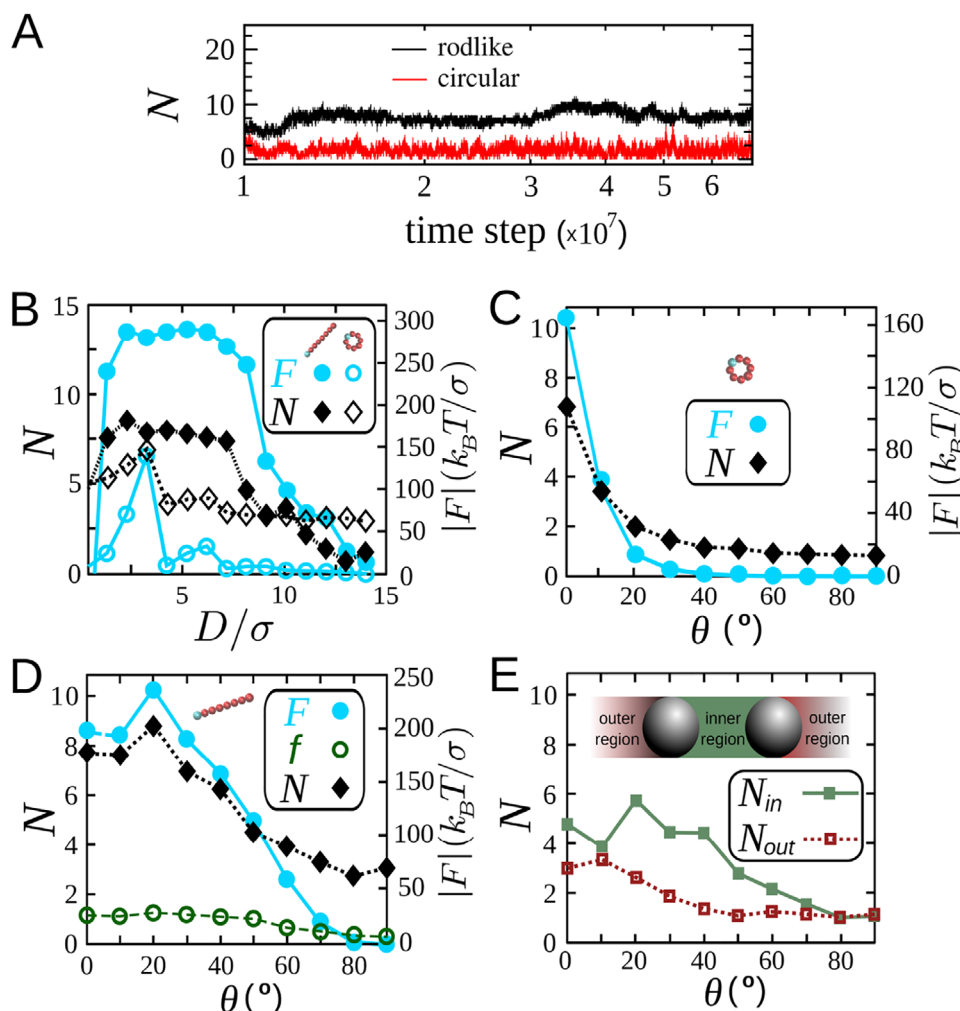 A
N
20
10
0
rodlike
circular
1 2 3 4 5 6
time step (×10⁷)
B
N
15
10
5
0
F
N
300
250
200
150
100
50
0
|F|(k_BT/σ)
5 10 15
D/σ
C
N
10
8
6
4
2
0
F
N
160
120
80
40
0
|F|(k_BT/σ)
0 20 40 60 80
θ (º)
D
N
10
8
6
4
2
0
F
f
N
250
200
150
100
50
0
|F|(k_BT/σ)
0 20 40 60 80
θ (º)
E
N
10
8
6
4
2
0
outer region
inner region
outer region
N_in
N_out
0 20 40 60 80
θ (º)